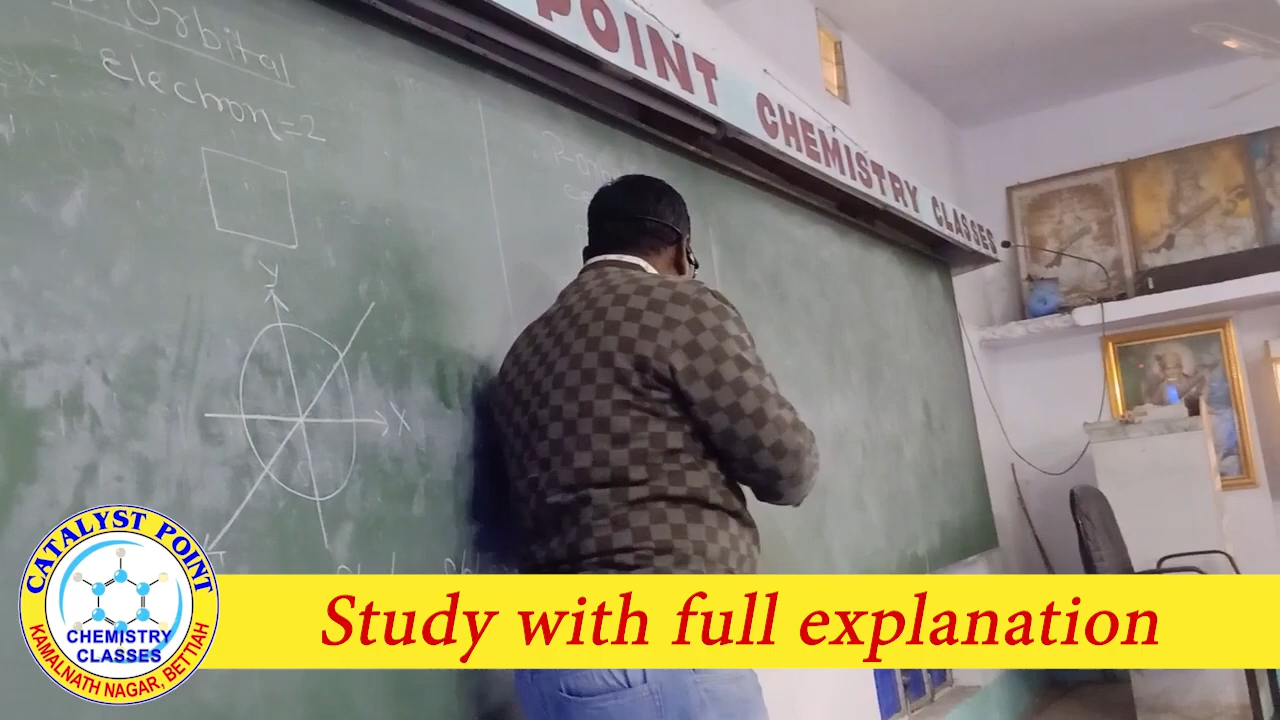 POINT CHEMISTRY CLASSES
Orbital
Electron=2
Y
X
CATALYST POINT
CHEMISTRY
CLASSES
KAMALNATH NAGAR, BETTIAH
Study with full explanation